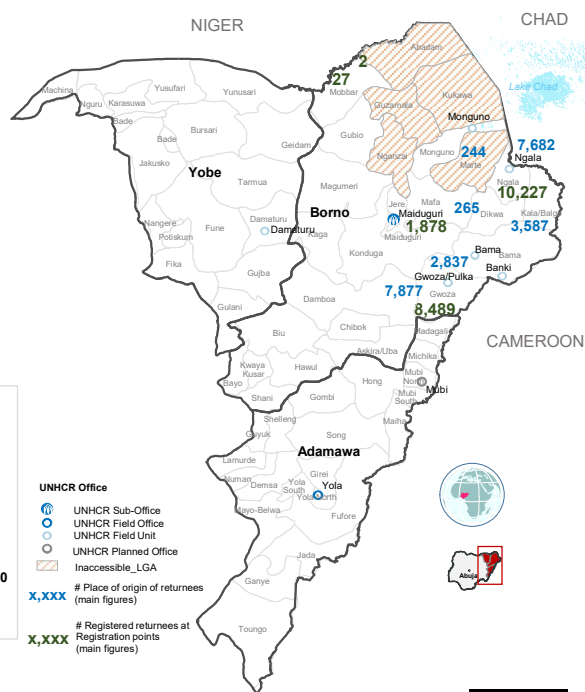 NIGER
CHAD
Abadam
2
27
Mobbar
Lake Chad
Machina
Yusufari
Yunusari
Nguru
Karasuwa
Kukawa
Guzamala
Bade
Monguno
Bade
Bursari
Gubio
7,682
Geidam
Nganzai
Monguno
244
Ngala
Jakusko
Marte
Yobe
Ngala
10,227
Tarmua
Magumeri
Borno
Jere
Mafa
265
Maiduguri
Dikwa
Kala/Balge
Nangere
Fune
Damaturu
Damaturu
1,878
3,587
Potiskum
Kaga
Maiduguri
Konduga
Bama
Fika
2,837
Bama
Gujba
Gwoza/Pulka
Banki
7,877
Gulani
Damboa
Gwoza
8,489
Chibok
Madagali
Biu
CAMEROON
Askira/Uba
Michika
Kwaya
Kusar
Hawul
Mubi
North
Bayo
Hong
Mubi
Shani
Mubi
South
Gombi
Shelleng
Maiha
Guyuk
Song
Adamawa
Lamurde
Girei
Numan
Demsa
Yola
South
Yola
Yola North
Mayo-Belwa
Fufore
Jada
Abuja
Ganye
Toungo
UNHCR Office
UNHCR Sub-Office
UNHCR Field Office
UNHCR Field Unit
UNHCR Planned Office
Inaccessible_LGA
0
x,xxx # Place of origin of returnees
(main figures)
x,xxx # Registered returnees at
Registration points
(main figures)